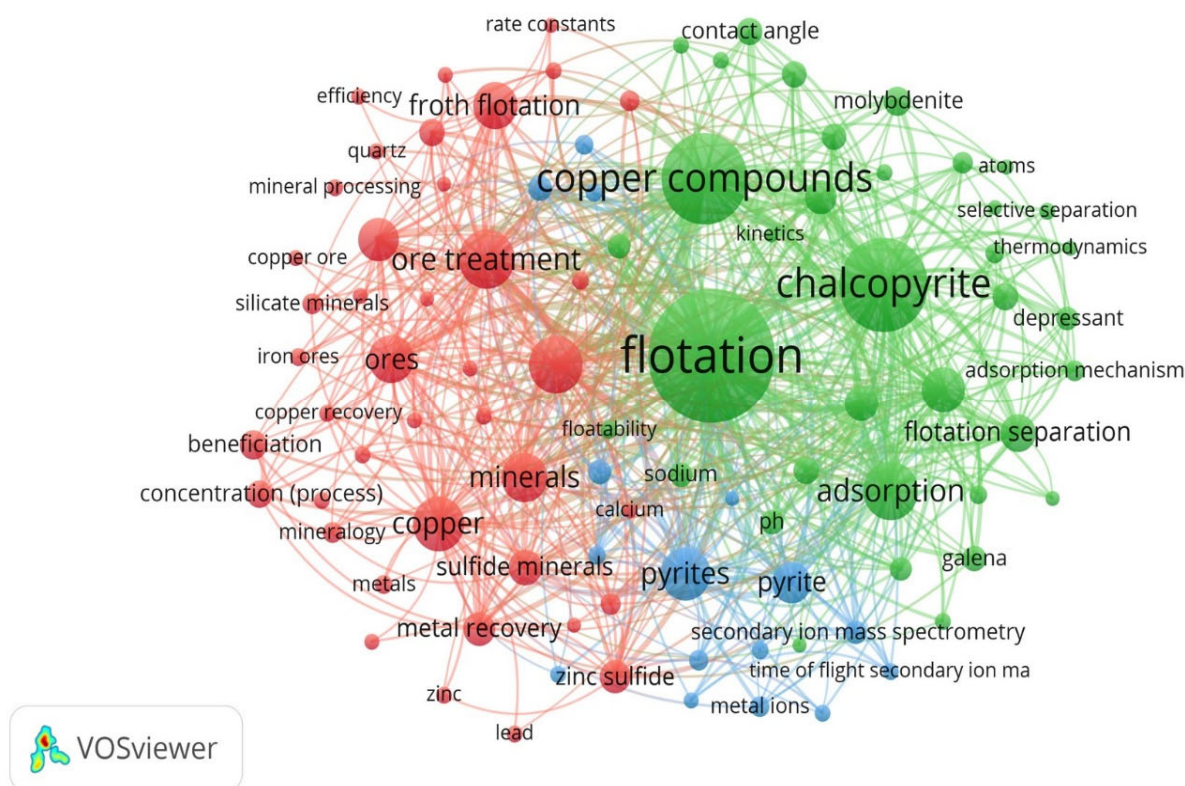 rate constants
contact angle
efficiency
froth flotation
molybdenite
quartz
atoms
mineral processing
copper compounds
selective separation
kinetics
thermodynamics
copper ore
ore treatment
chalcopyrite
silicate minerals
depressant
iron ores
ores
flotation
adsorption mechanism
copper recovery
floatability
flotation separation
beneficiation
minerals
sodium
concentration (process)
adsorption
calcium
mineralogy
copper
ph
sulfide minerals
galena
metals
pyrites
pyrite
metal recovery
secondary ion mass spectrometry
zinc sulfide
time of flight secondary ion ma
zinc
metal ions
lead
VOSviewer